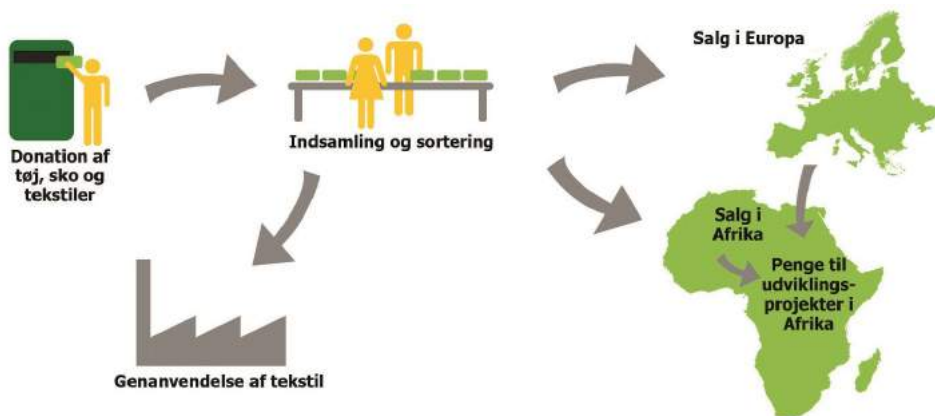 Donation af
tøj, sko og
tekstiler
Indsamling og sortering
Salg i Europa
Salg i
Afrika
Penge til
udviklings-
projekter i
Afrika
Genanvendelse af tekstil